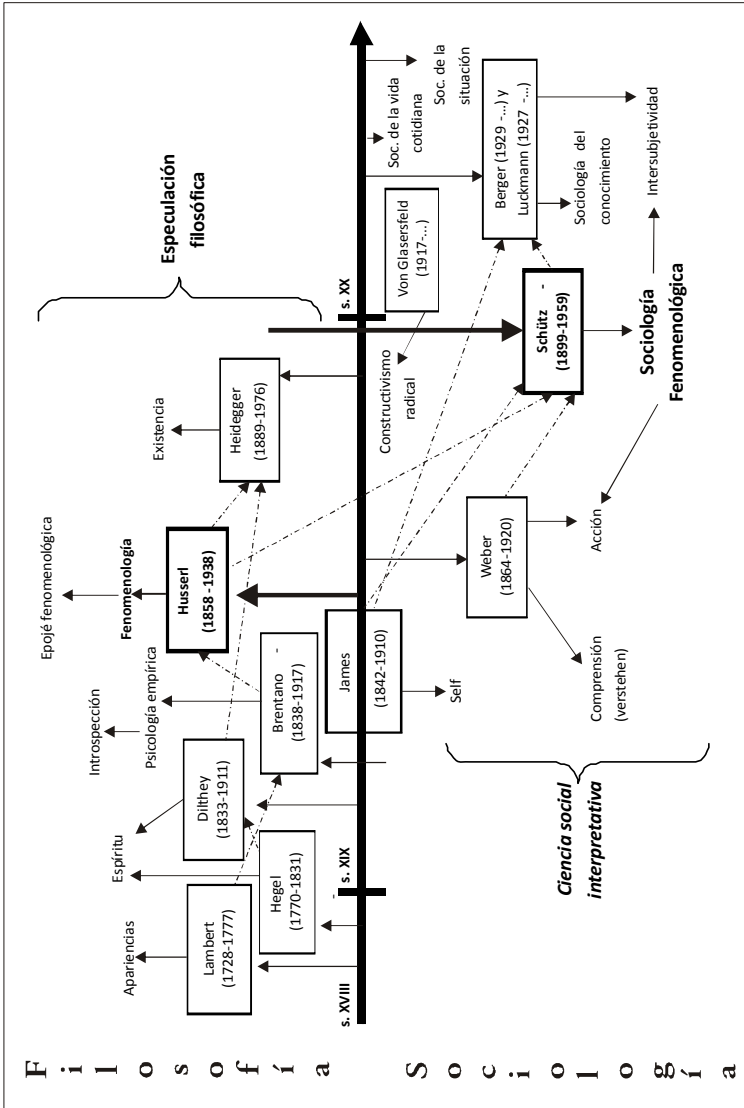 Filosofía
Sociología
Especulación
filosófica
Ciencia social
interpretativa
s. XVIII
s. XIX
s. XX
Apariencias
Lambert
(1728-1777)
Hegel
(1770-1831)
Espíritu
Dilthey
(1833-1911)
Introspección
Psicología empírica
Brentano -
(1838-1917)
Epojé fenomenológica
Fenomenología
Husserl
(1858 -1938)
Existencia
Heidegger
(1889-1976)
James
(1842-1910)
Self
Weber
(1864-1920)
Comprensión
(verstehen)
Acción
Constructivismo
radical
Von Glasersfeld
(1917-...)
Schütz -
(1899-1959)
Sociología
Fenomenológica
Soc. de la vida
cotidiana
Soc. de la
situación
Berger (1929 -...) y
Luckmann (1927 -...)
Sociología del
conocimiento
Intersubjetividad